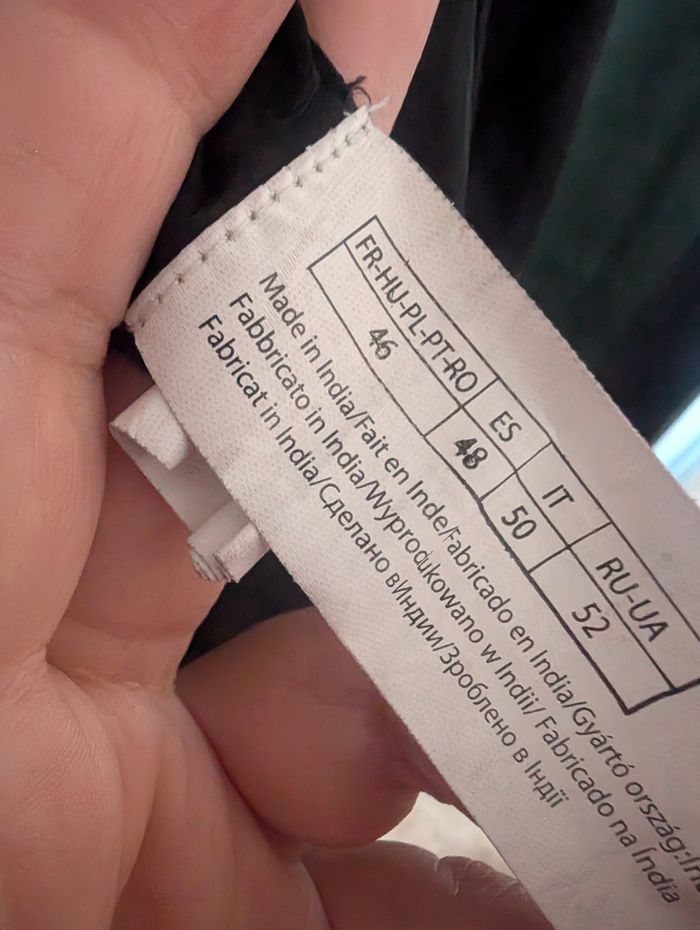 FR-HU-PL-PT-RO ES IT RU-UA
46 48 50 52
Made in India/Fait en Inde/Fabricado en India/Gyártó ország:In
Fabbricato in India/Wyprodukowano w Indii/ Fabricado na Índia
Fabricat in India/Сделано вИндии/Зроблено в Індії